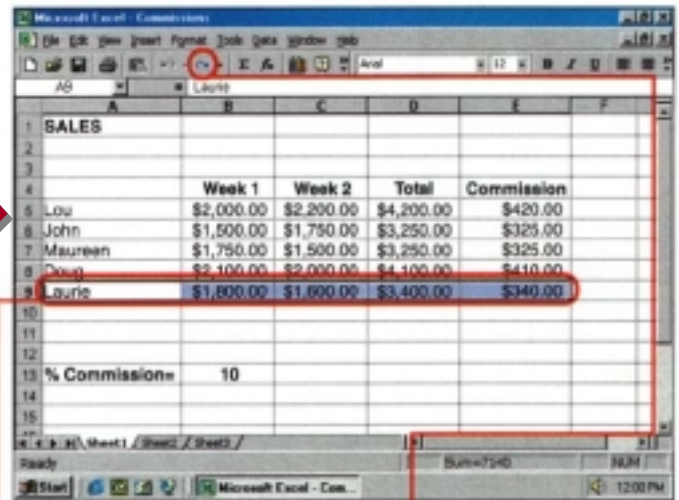 Microsoft Excel - Commissions
File Edit View Insert Format Tools Data Window Help
Arial 12 B I U
A9 = Laurie
A B C D E F
1 SALES
2
3
4 Week 1 Week 2 Total Commission
5 Lou $2,000.00 $2,200.00 $4,200.00 $420.00
6 John $1,500.00 $1,750.00 $3,250.00 $325.00
7 Maureen $1,750.00 $1,500.00 $3,250.00 $325.00
8 Doug $2,100.00 $2,000.00 $4,100.00 $410.00
9 Laurie $1,800.00 $1,600.00 $3,400.00 $340.00
10
11
12
13 % Commission= 10
14
15
Sheet1 / Sheet2 / Sheet3 /
Ready Sum=7140 NUM
Start Microsoft Excel - Com... 12:00 PM